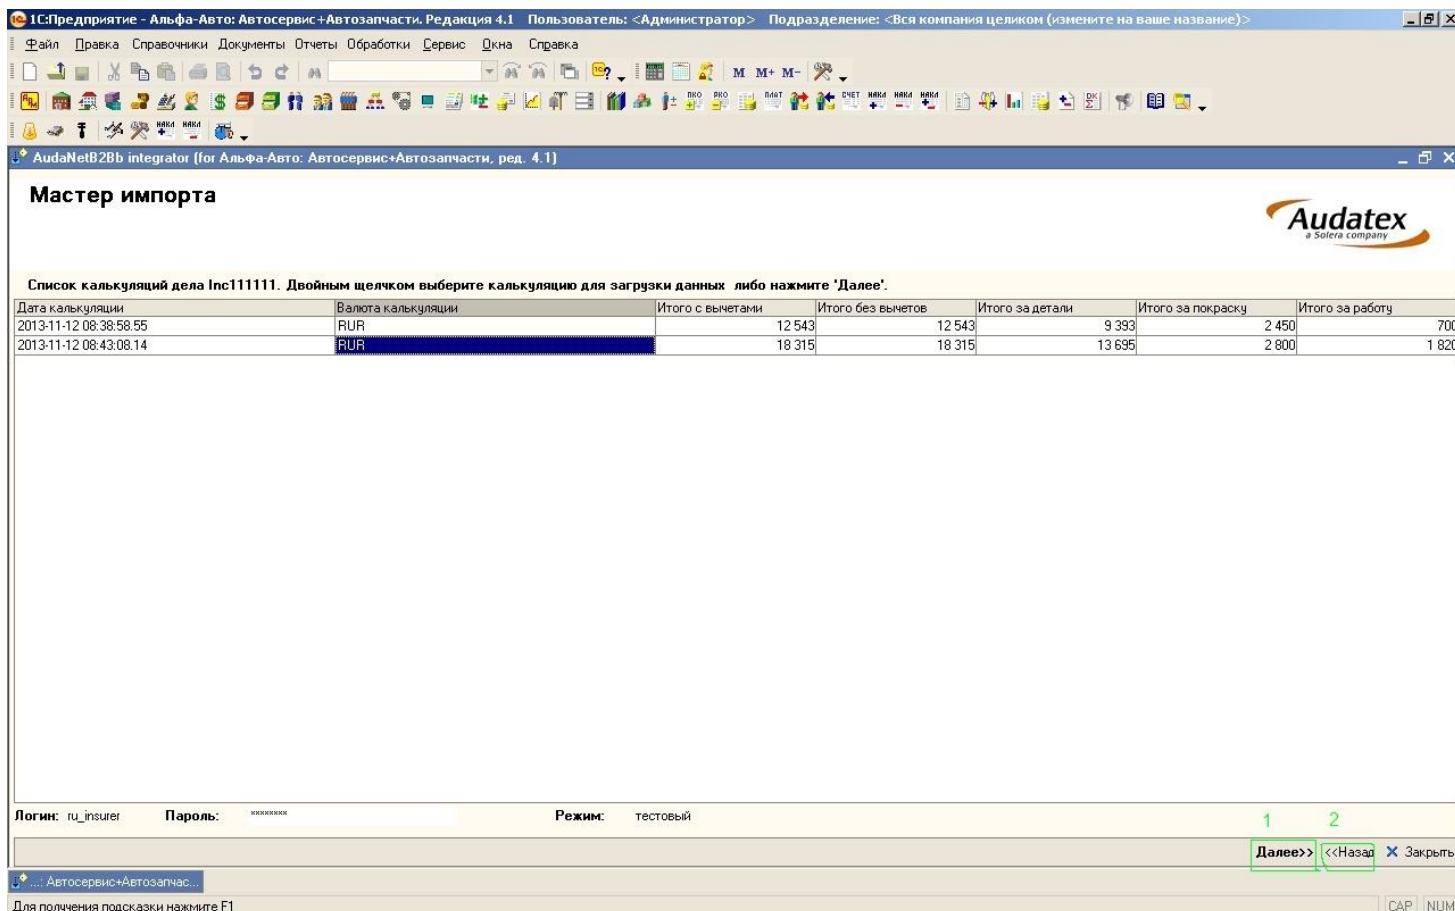 1С:Предприятие - Альфа-Авто: Автосервис+Автозапчасти. Редакция 4.1 Пользователь: <Администратор> Подразделение: <Вся компания целиком (измените на ваше название)>
Файл Правка Справочники Документы Отчеты Обработки Сервис Окна Справка
M M+ M-
AudaNetB2Bb integrator (for Альфа-Авто: Автосервис+Автозапчасти, ред. 4.1)
Мастер импорта
Audatex
a Solera company
Список калькуляций дела Inc111111. Двойным щелчком выберите калькуляцию для загрузки данных либо нажмите 'Далее'.
Дата калькуляции Валюта калькуляции Итого с вычетами Итого без вычетов Итого за детали Итого за покраску Итого за работу
2013-11-12 08:38:58.55 RUR 12 543 12 543 9 393 2 450 700
2013-11-12 08:43:08.14 RUR 18 315 18 315 13 695 2 800 1 820
Логин: ru_insurer Пароль: ******** Режим: тестовый
1 2
Далее>> <<Назад Закрыть
...: Автосервис+Автозапчас...
Для получения подсказки нажмите F1 CAP NUM